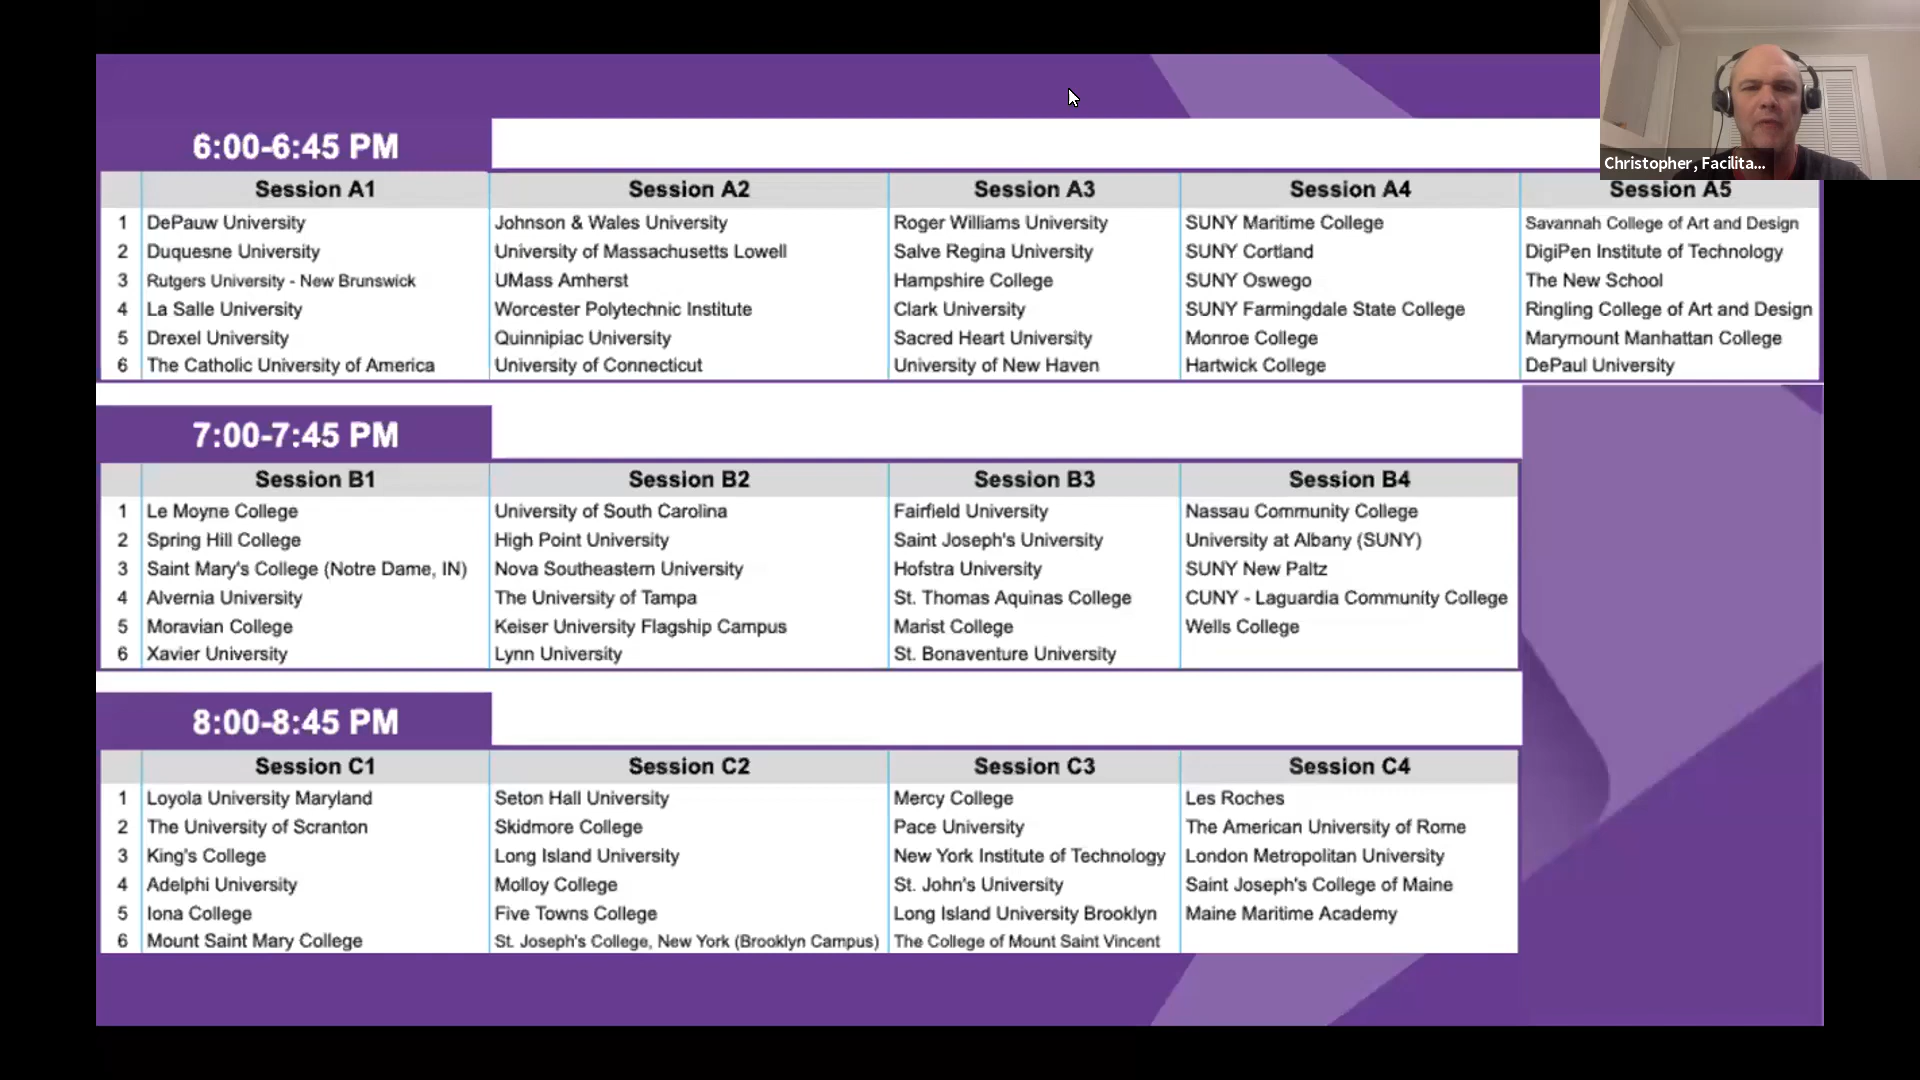 Christopher, Facilita...
6:00-6:45 PM
Session A1 Session A2 Session A3 Session A4 Session A5
1 DePauw University Johnson & Wales University Roger Williams University SUNY Maritime College Savannah College of Art and Design
2 Duquesne University University of Massachusetts Lowell Salve Regina University SUNY Cortland DigiPen Institute of Technology
3 Rutgers University - New Brunswick UMass Amherst Hampshire College SUNY Oswego The New School
4 La Salle University Worcester Polytechnic Institute Clark University SUNY Farmingdale State College Ringling College of Art and Design
5 Drexel University Quinnipiac University Sacred Heart University Monroe College Marymount Manhattan College
6 The Catholic University of America University of Connecticut University of New Haven Hartwick College DePaul University
7:00-7:45 PM
Session B1 Session B2 Session B3 Session B4
1 Le Moyne College University of South Carolina Fairfield University Nassau Community College
2 Spring Hill College High Point University Saint Joseph's University University at Albany (SUNY)
3 Saint Mary's College (Notre Dame, IN) Nova Southeastern University Hofstra University SUNY New Paltz
4 Alvernia University The University of Tampa St. Thomas Aquinas College CUNY - Laguardia Community College
5 Moravian College Keiser University Flagship Campus Marist College Wells College
6 Xavier University Lynn University St. Bonaventure University
8:00-8:45 PM
Session C1 Session C2 Session C3 Session C4
1 Loyola University Maryland Seton Hall University Mercy College Les Roches
2 The University of Scranton Skidmore College Pace University The American University of Rome
3 King's College Long Island University New York Institute of Technology London Metropolitan University
4 Adelphi University Molloy College St. John's University Saint Joseph's College of Maine
5 Iona College Five Towns College Long Island University Brooklyn Maine Maritime Academy
6 Mount Saint Mary College St. Joseph's College, New York (Brooklyn Campus) The College of Mount Saint Vincent